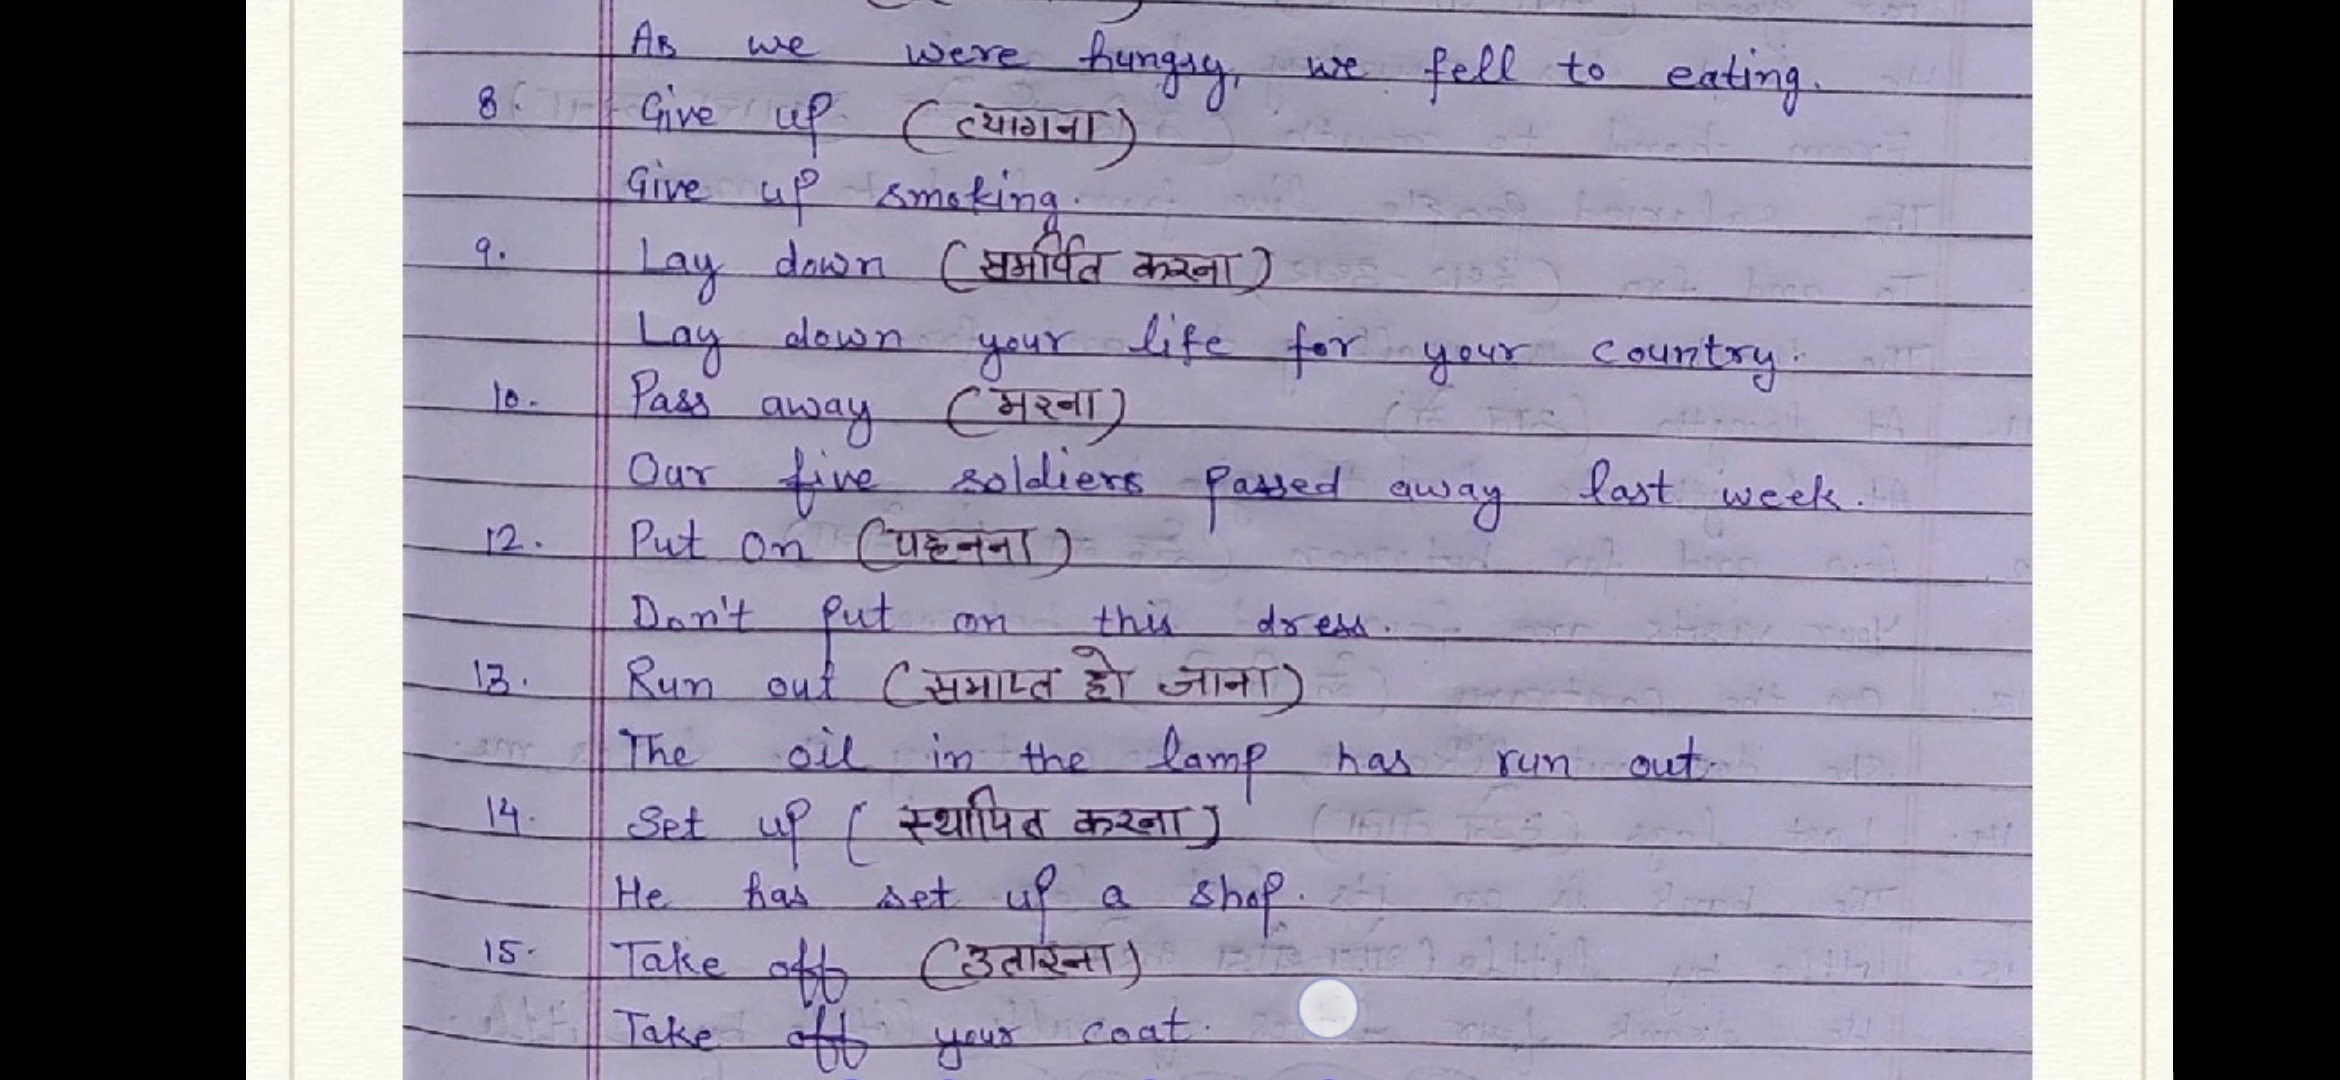 As we were hungry, we fell to eating.
8. Give up (त्यागना)
Give up smoking.
9. Lay down (समर्पित करना)
Lay down your life for your country.
10. Pass away (मरना)
Our five soldiers passed away last week.
12. Put on (पहनना)
Don't put on this dress.
13. Run out (समाप्त हो जाना)
The oil in the lamp has run out.
14. Set up (स्थापित करना)
He has set up a shop.
15. Take off (उतारना)
Take off your coat.